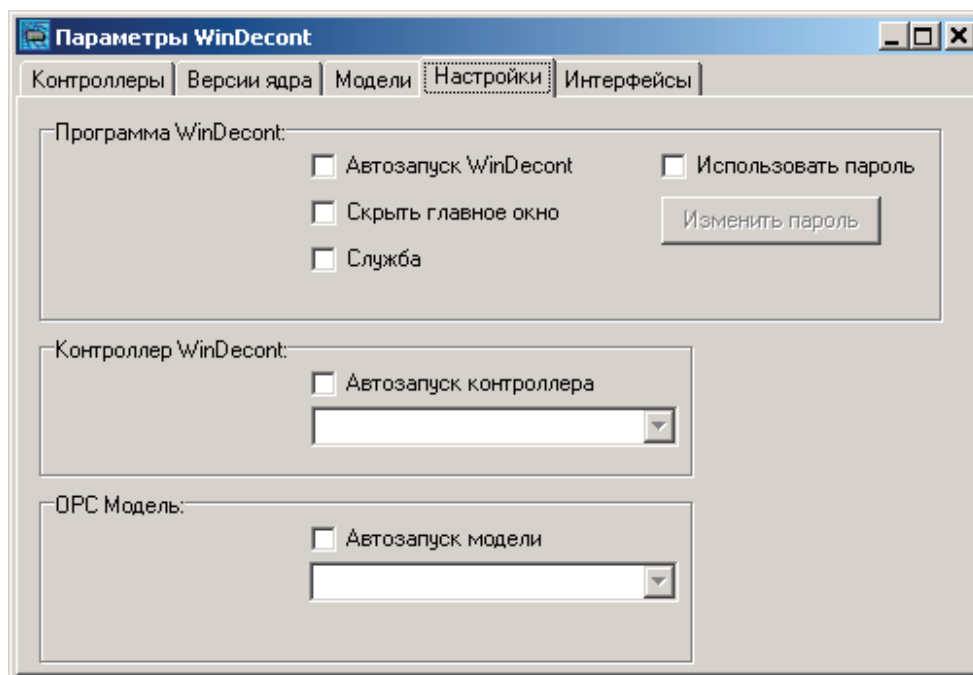 Параметры WinDecont
Контроллеры Версии ядра Модели Настройки Интерфейсы
Программа WinDecont:
Автозапуск WinDecont Использовать пароль
Скрыть главное окно Изменить пароль
Служба
Контроллер WinDecont:
Автозапуск контроллера
OPC Модель:
Автозапуск модели